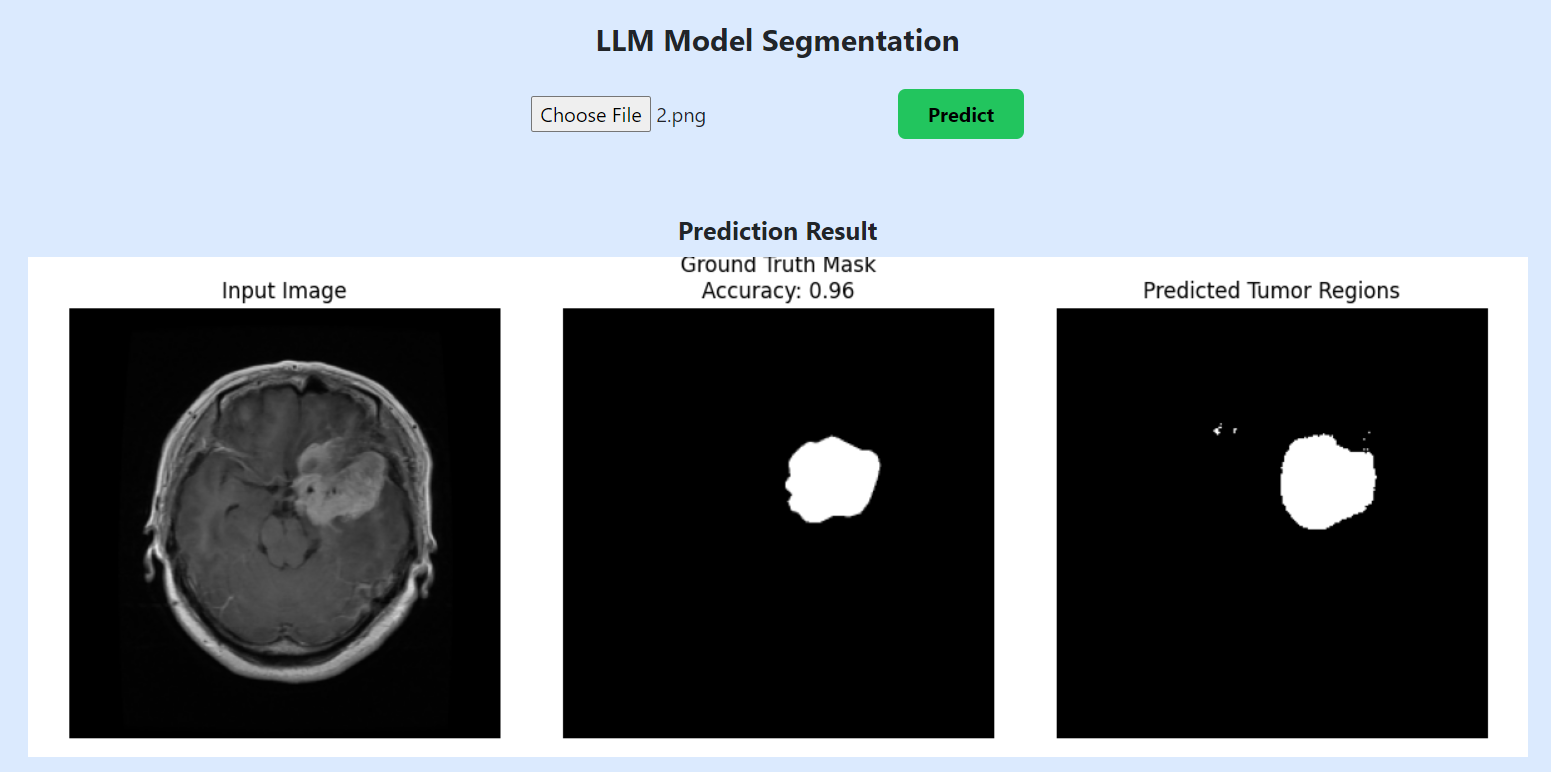 LLM Model Segmentation
Choose File 2.png
Predict
Prediction Result
Ground Truth Mask
Accuracy: 0.96
Input Image
Predicted Tumor Regions